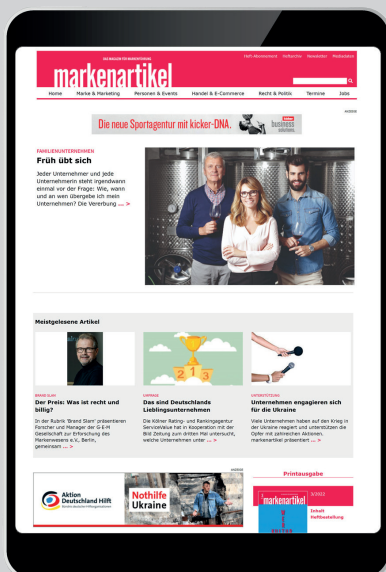 DAS MAGAZIN FÜR MARKENFÜHRUNG
markenartikel
Heft-Abonnement Heftarchiv Newsletter Mediadaten
Home Marke & Marketing Personen & Events Handel & E-Commerce Recht & Politik Termine Jobs
ANZEIGE
Die neue Sportagentur mit kicker-DNA.
kicker
business
solutions
FAMILIENUNTERNEHMEN
Früh übt sich
Jeder Unternehmer und jede
Unternehmerin steht irgendwann
einmal vor der Frage: Wie, wann
und an wen übergebe ich mein
Unternehmen? Die Vererbung ... >
Meistgelesene Artikel
1
2
3
BRAND SLAM
Der Preis: Was ist recht und
billig?
In der Rubrik 'Brand Slam' präsentieren
Forscher und Manager der G·E·M
Gesellschaft zur Erforschung des
Markenwesens e.V., Berlin,
gemeinsam ... >
UMFRAGE
Das sind Deutschlands
Lieblingsunternehmen
Die Kölner Rating- und Rankingagentur
ServiceValue hat in Kooperation mit der
Bild Zeitung zum dritten Mal untersucht,
welche Unternehmen unter ... >
UNTERSTÜTZUNG
Unternehmen engagieren sich
für die Ukraine
Viele Unternehmen haben auf den Krieg in
der Ukraine reagiert und unterstützen die
Opfer mit zahlreichen Aktionen.
markenartikel präsentiert ... >
ANZEIGE
Aktion
Deutschland Hilft
Nothilfe
Ukraine
Printausgabe
markenartikel
3/2022
Inhalt
Heftbestellung